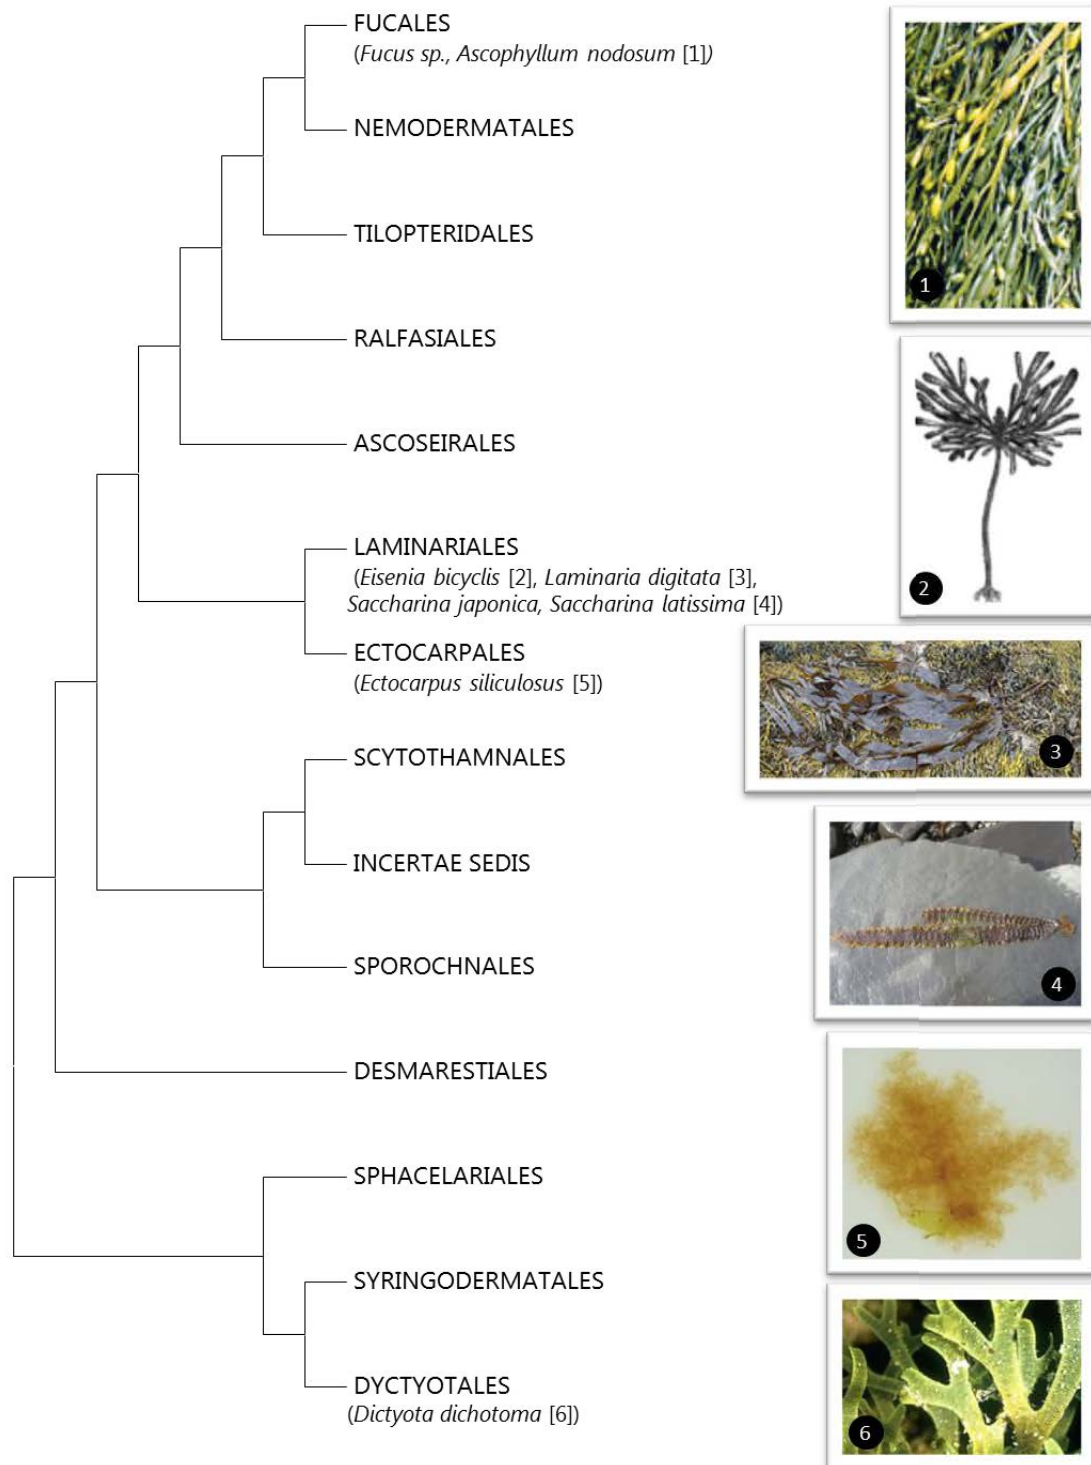 FUCALES
(Fucus sp., Ascophyllum nodosum [1])
NEMODERMATALES
TILOPTERIDALES
RALFASIALES
ASCOSEIRALES
LAMINARIALES
(Eisenia bicyclis [2], Laminaria digitata [3],
Saccharina japonica, Saccharina latissima [4])
ECTOCARPALES
(Ectocarpus siliculosus [5])
SCYTOTHAMNALES
INCERTAE SEDIS
SPOROCHNALES
DESMARESTIALES
SPHACELARIALES
SYRINGODERMATALES
DYCTYOTALES
(Dictyota dichotoma [6])
1
2
3
4
5
6